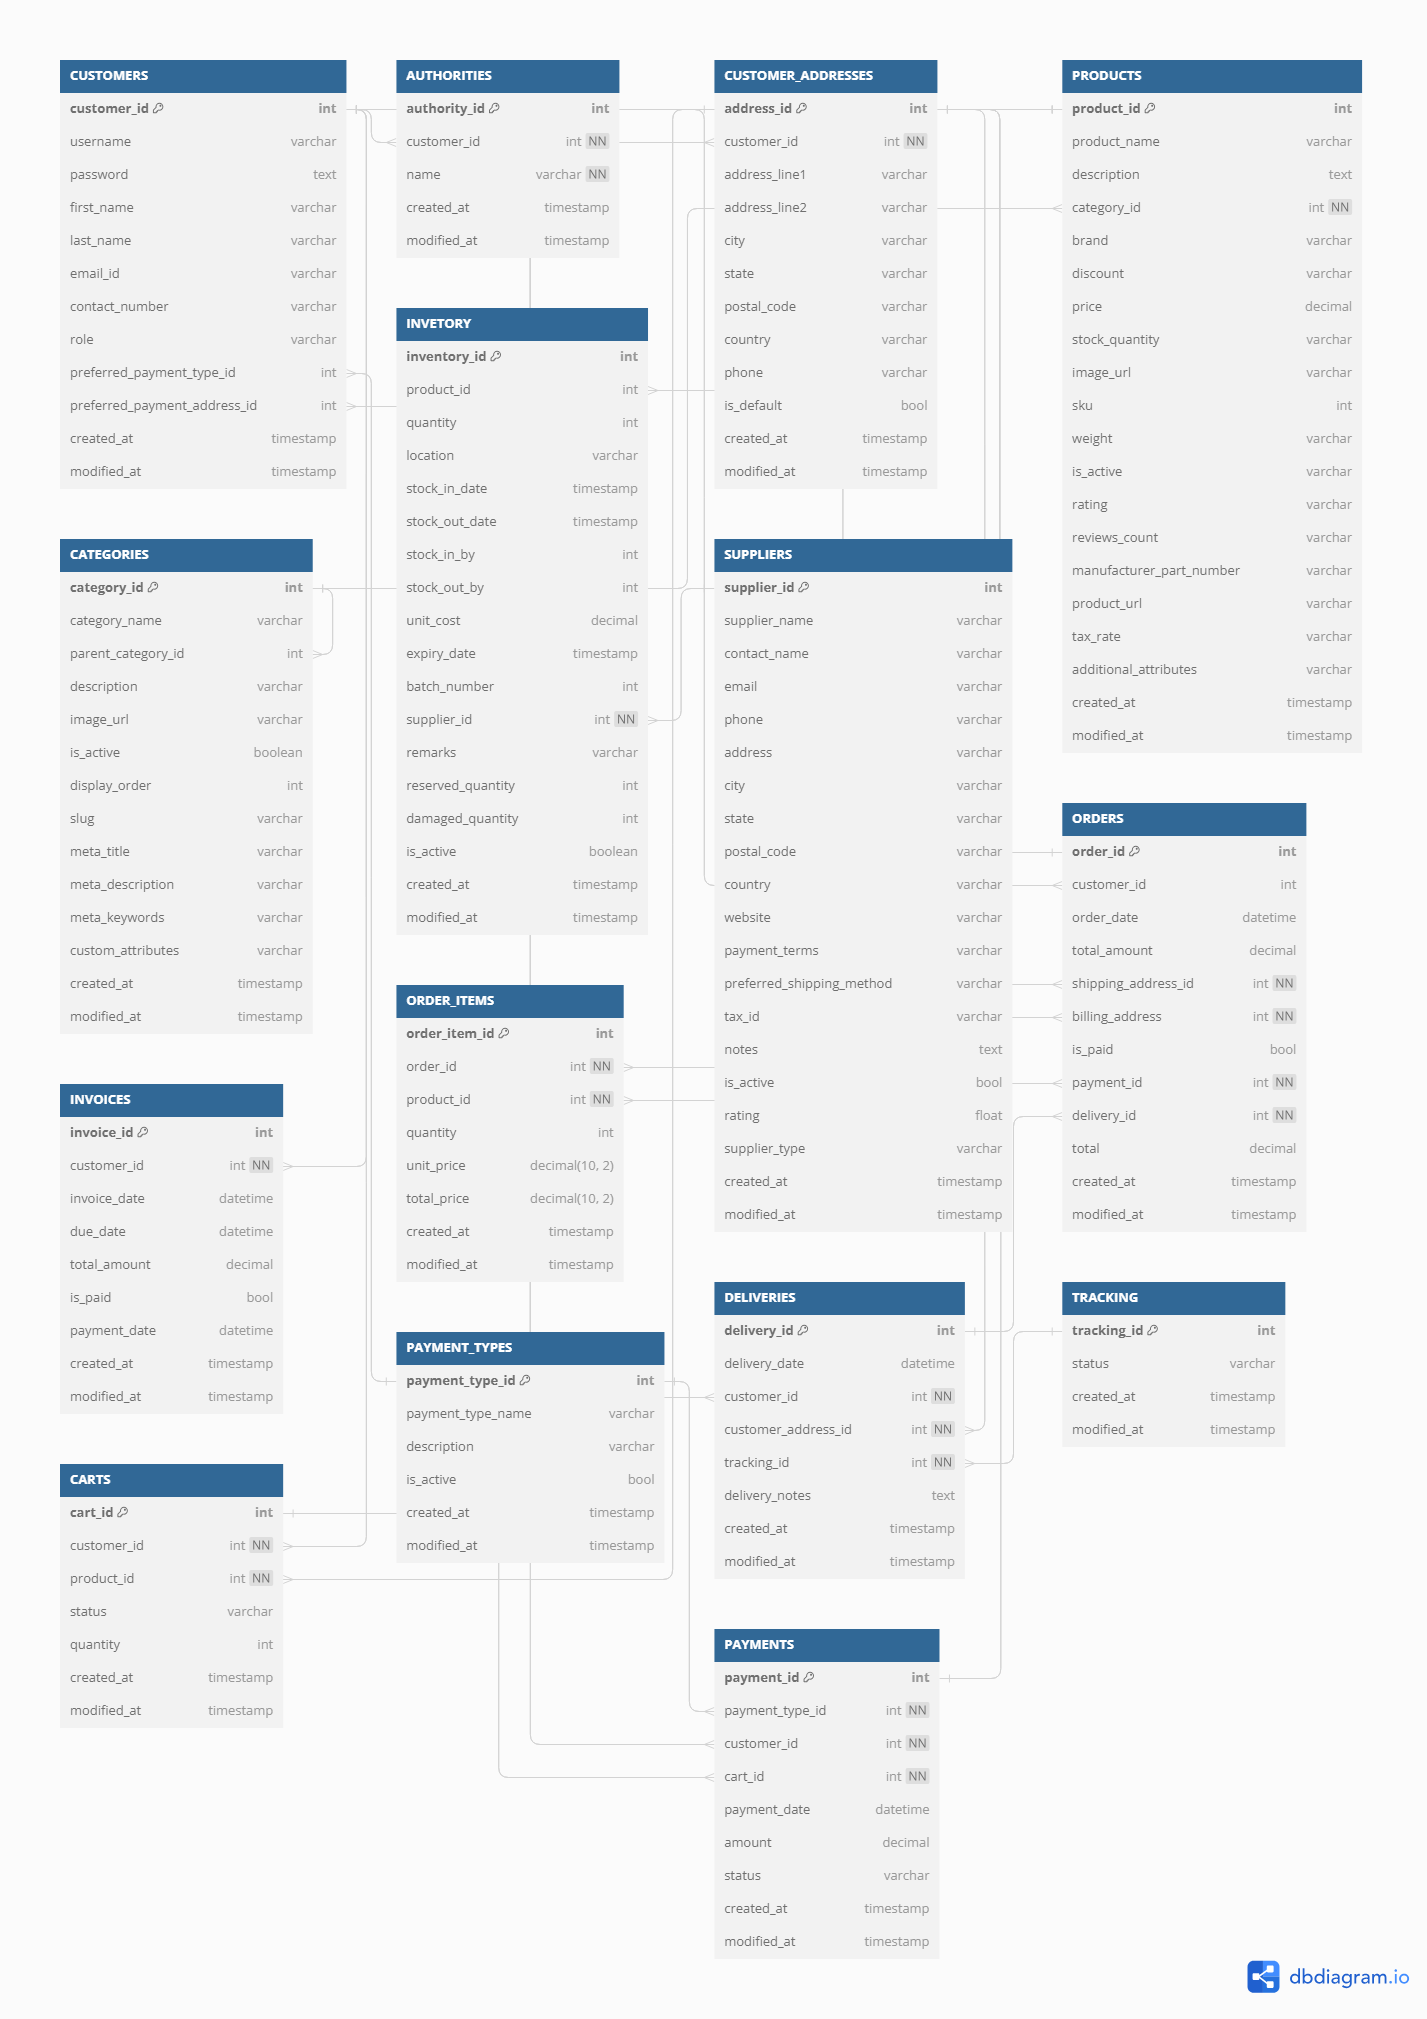 CUSTOMERS
customer_id int
username varchar
password text
first_name varchar
last_name varchar
email_id varchar
contact_number varchar
role varchar
preferred_payment_type_id int
preferred_payment_address_id int
created_at timestamp
modified_at timestamp
AUTHORITIES
authority_id int
customer_id int NN
name varchar NN
created_at timestamp
modified_at timestamp
CUSTOMER_ADDRESSES
address_id int
customer_id int NN
address_line1 varchar
address_line2 varchar
city varchar
state varchar
postal_code varchar
country varchar
phone varchar
is_default bool
created_at timestamp
modified_at timestamp
PRODUCTS
product_id int
product_name varchar
description text
category_id int NN
brand varchar
discount varchar
price decimal
stock_quantity varchar
image_url varchar
sku int
weight varchar
is_active varchar
rating varchar
reviews_count varchar
manufacturer_part_number varchar
product_url varchar
tax_rate varchar
additional_attributes varchar
created_at timestamp
modified_at timestamp
INVETORY
inventory_id int
product_id int
quantity int
location varchar
stock_in_date timestamp
stock_out_date timestamp
stock_in_by int
stock_out_by int
unit_cost decimal
expiry_date timestamp
batch_number int
supplier_id int NN
remarks varchar
reserved_quantity int
damaged_quantity int
is_active boolean
created_at timestamp
modified_at timestamp
CATEGORIES
category_id int
category_name varchar
parent_category_id int
description varchar
image_url varchar
is_active boolean
display_order int
slug varchar
meta_title varchar
meta_description varchar
meta_keywords varchar
custom_attributes varchar
created_at timestamp
modified_at timestamp
SUPPLIERS
supplier_id int
supplier_name varchar
contact_name varchar
email varchar
phone varchar
address varchar
city varchar
state varchar
postal_code varchar
country varchar
website varchar
payment_terms varchar
preferred_shipping_method varchar
tax_id varchar
notes text
is_active bool
rating float
supplier_type varchar
created_at timestamp
modified_at timestamp
ORDERS
order_id int
customer_id int
order_date datetime
total_amount decimal
shipping_address_id int NN
billing_address int NN
is_paid bool
payment_id int NN
delivery_id int NN
total decimal
created_at timestamp
modified_at timestamp
ORDER_ITEMS
order_item_id int
order_id int NN
product_id int NN
quantity int
unit_price decimal(10, 2)
total_price decimal(10, 2)
created_at timestamp
modified_at timestamp
INVOICES
invoice_id int
customer_id int NN
invoice_date datetime
due_date datetime
total_amount decimal
is_paid bool
payment_date datetime
created_at timestamp
modified_at timestamp
DELIVERIES
delivery_id int
delivery_date datetime
customer_id int NN
customer_address_id int NN
tracking_id int NN
delivery_notes text
created_at timestamp
modified_at timestamp
TRACKING
tracking_id int
status varchar
created_at timestamp
modified_at timestamp
PAYMENT_TYPES
payment_type_id int
payment_type_name varchar
description varchar
is_active bool
created_at timestamp
modified_at timestamp
CARTS
cart_id int
customer_id int NN
product_id int NN
status varchar
quantity int
created_at timestamp
modified_at timestamp
PAYMENTS
payment_id int
payment_type_id int NN
customer_id int NN
cart_id int NN
payment_date datetime
amount decimal
status varchar
created_at timestamp
modified_at timestamp
dbdiagram.io